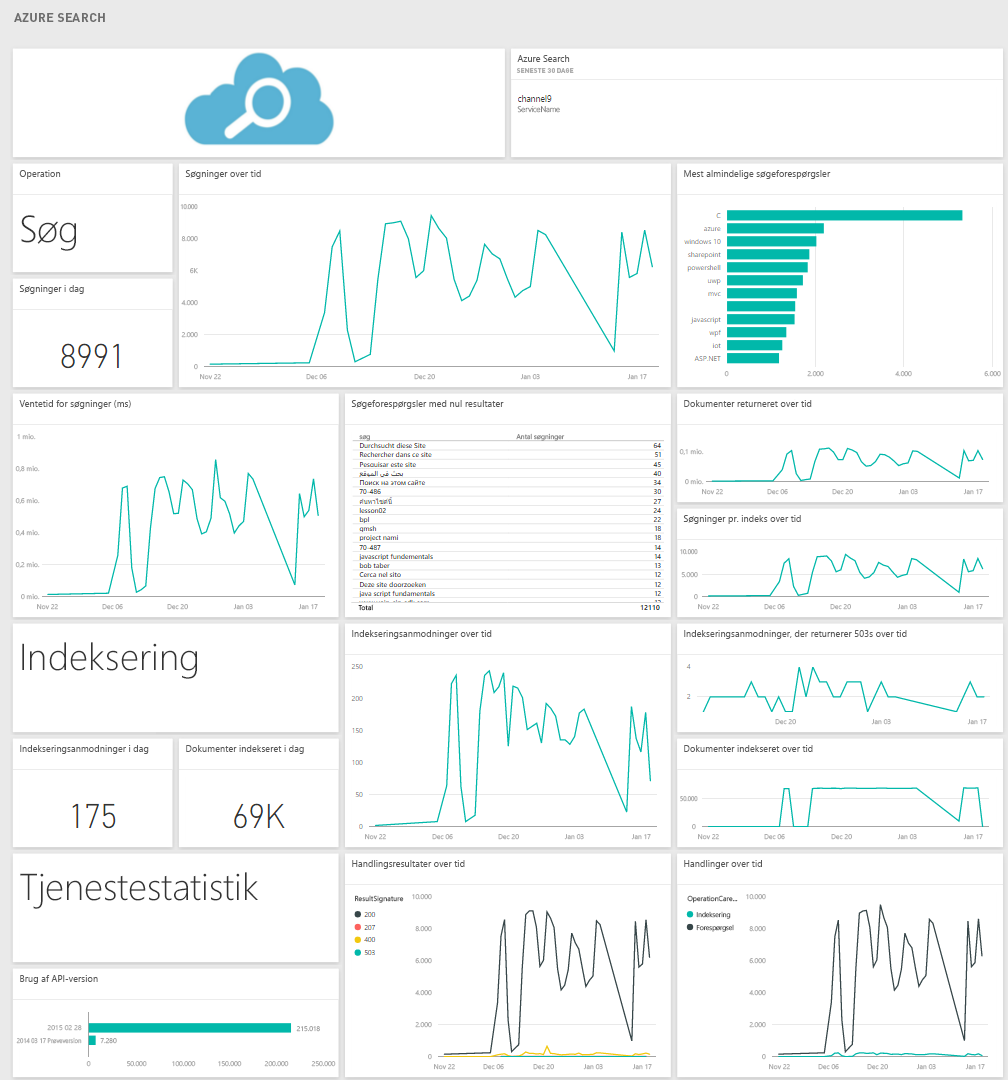 AZURE SEARCH
Azure Search
SENESTE 30 DAGE
channel9
ServiceName
Operation
Søg
Søgninger i dag
8991
Søgninger over tid
10.000
8.000
6K
2.000
0
Nov 22 Dec 06 Dec 20 Jan 03 Jan 17
Mest almindelige søgeforespørgsler
C
azure
windows 10
sharepoint
powershell
uwp
mvc
javascript
wpf
iot
ASP.NET
0 2.000 4.000 6.000
Ventetid for søgninger (ms)
1 mio.
0,8 mio.
0,6 mio.
0,4 mio.
0,2 mio.
0 mio.
Nov 22 Dec 06 Dec 20 Jan 03 Jan 17
Søgeforespørgsler med nul resultater
søg Antal søgninger
Durchsucht diese Site 64
Rechercher dans ce site 51
Pesquisar este site 45
بحث في الموقع 40
Поиск на этом сайте 34
70-486 30
ค้นหาไซต์นี้ 27
lesson02 24
bpl 22
qmsh 18
project nami 18
70-487 14
javascript fundementals 14
bob taber 13
Cerca nel sito 12
Deze site doorzoeken 12
java script fundamentals 12
Total 12110
Dokumenter returneret over tid
0,1 mio.
0 mio.
Nov 22 Dec 06 Dec 20 Jan 03 Jan 17
Søgninger pr. indeks over tid
10.000
5.000
0
Nov 22 Dec 06 Dec 20 Jan 03 Jan 17
Indeksering
Indekseringsanmodninger i dag
175
Dokumenter indekseret i dag
69K
Indekseringsanmodninger over tid
250
200
150
100
50
0
Nov 22 Dec 06 Dec 20 Jan 03 Jan 17
Indekseringsanmodninger, der returnerer 503s over tid
4
2
Dec 20 Jan 03 Jan 17
Dokumenter indekseret over tid
50.000
0
Nov 22 Dec 06 Dec 20 Jan 03 Jan 17
Tjenestestatistik
Brug af API-version
2015 02 28 215.018
2014 03 17 Prøveversion 7.280
0 50.000 100.000 150.000 200.000 250.000
Handlingsresultater over tid
ResultSignature
200
207
400
503
10.000
8.000
6.000
4.000
2.000
0
Nov 22 Dec 06 Dec 20 Jan 03 Jan 17
Handlinger over tid
OperationCare...
Indeksering
Forespørgsel
10.000
8.000
6.000
4.000
2.000
0
Nov 22 Dec 06 Dec 20 Jan 03 Jan 17